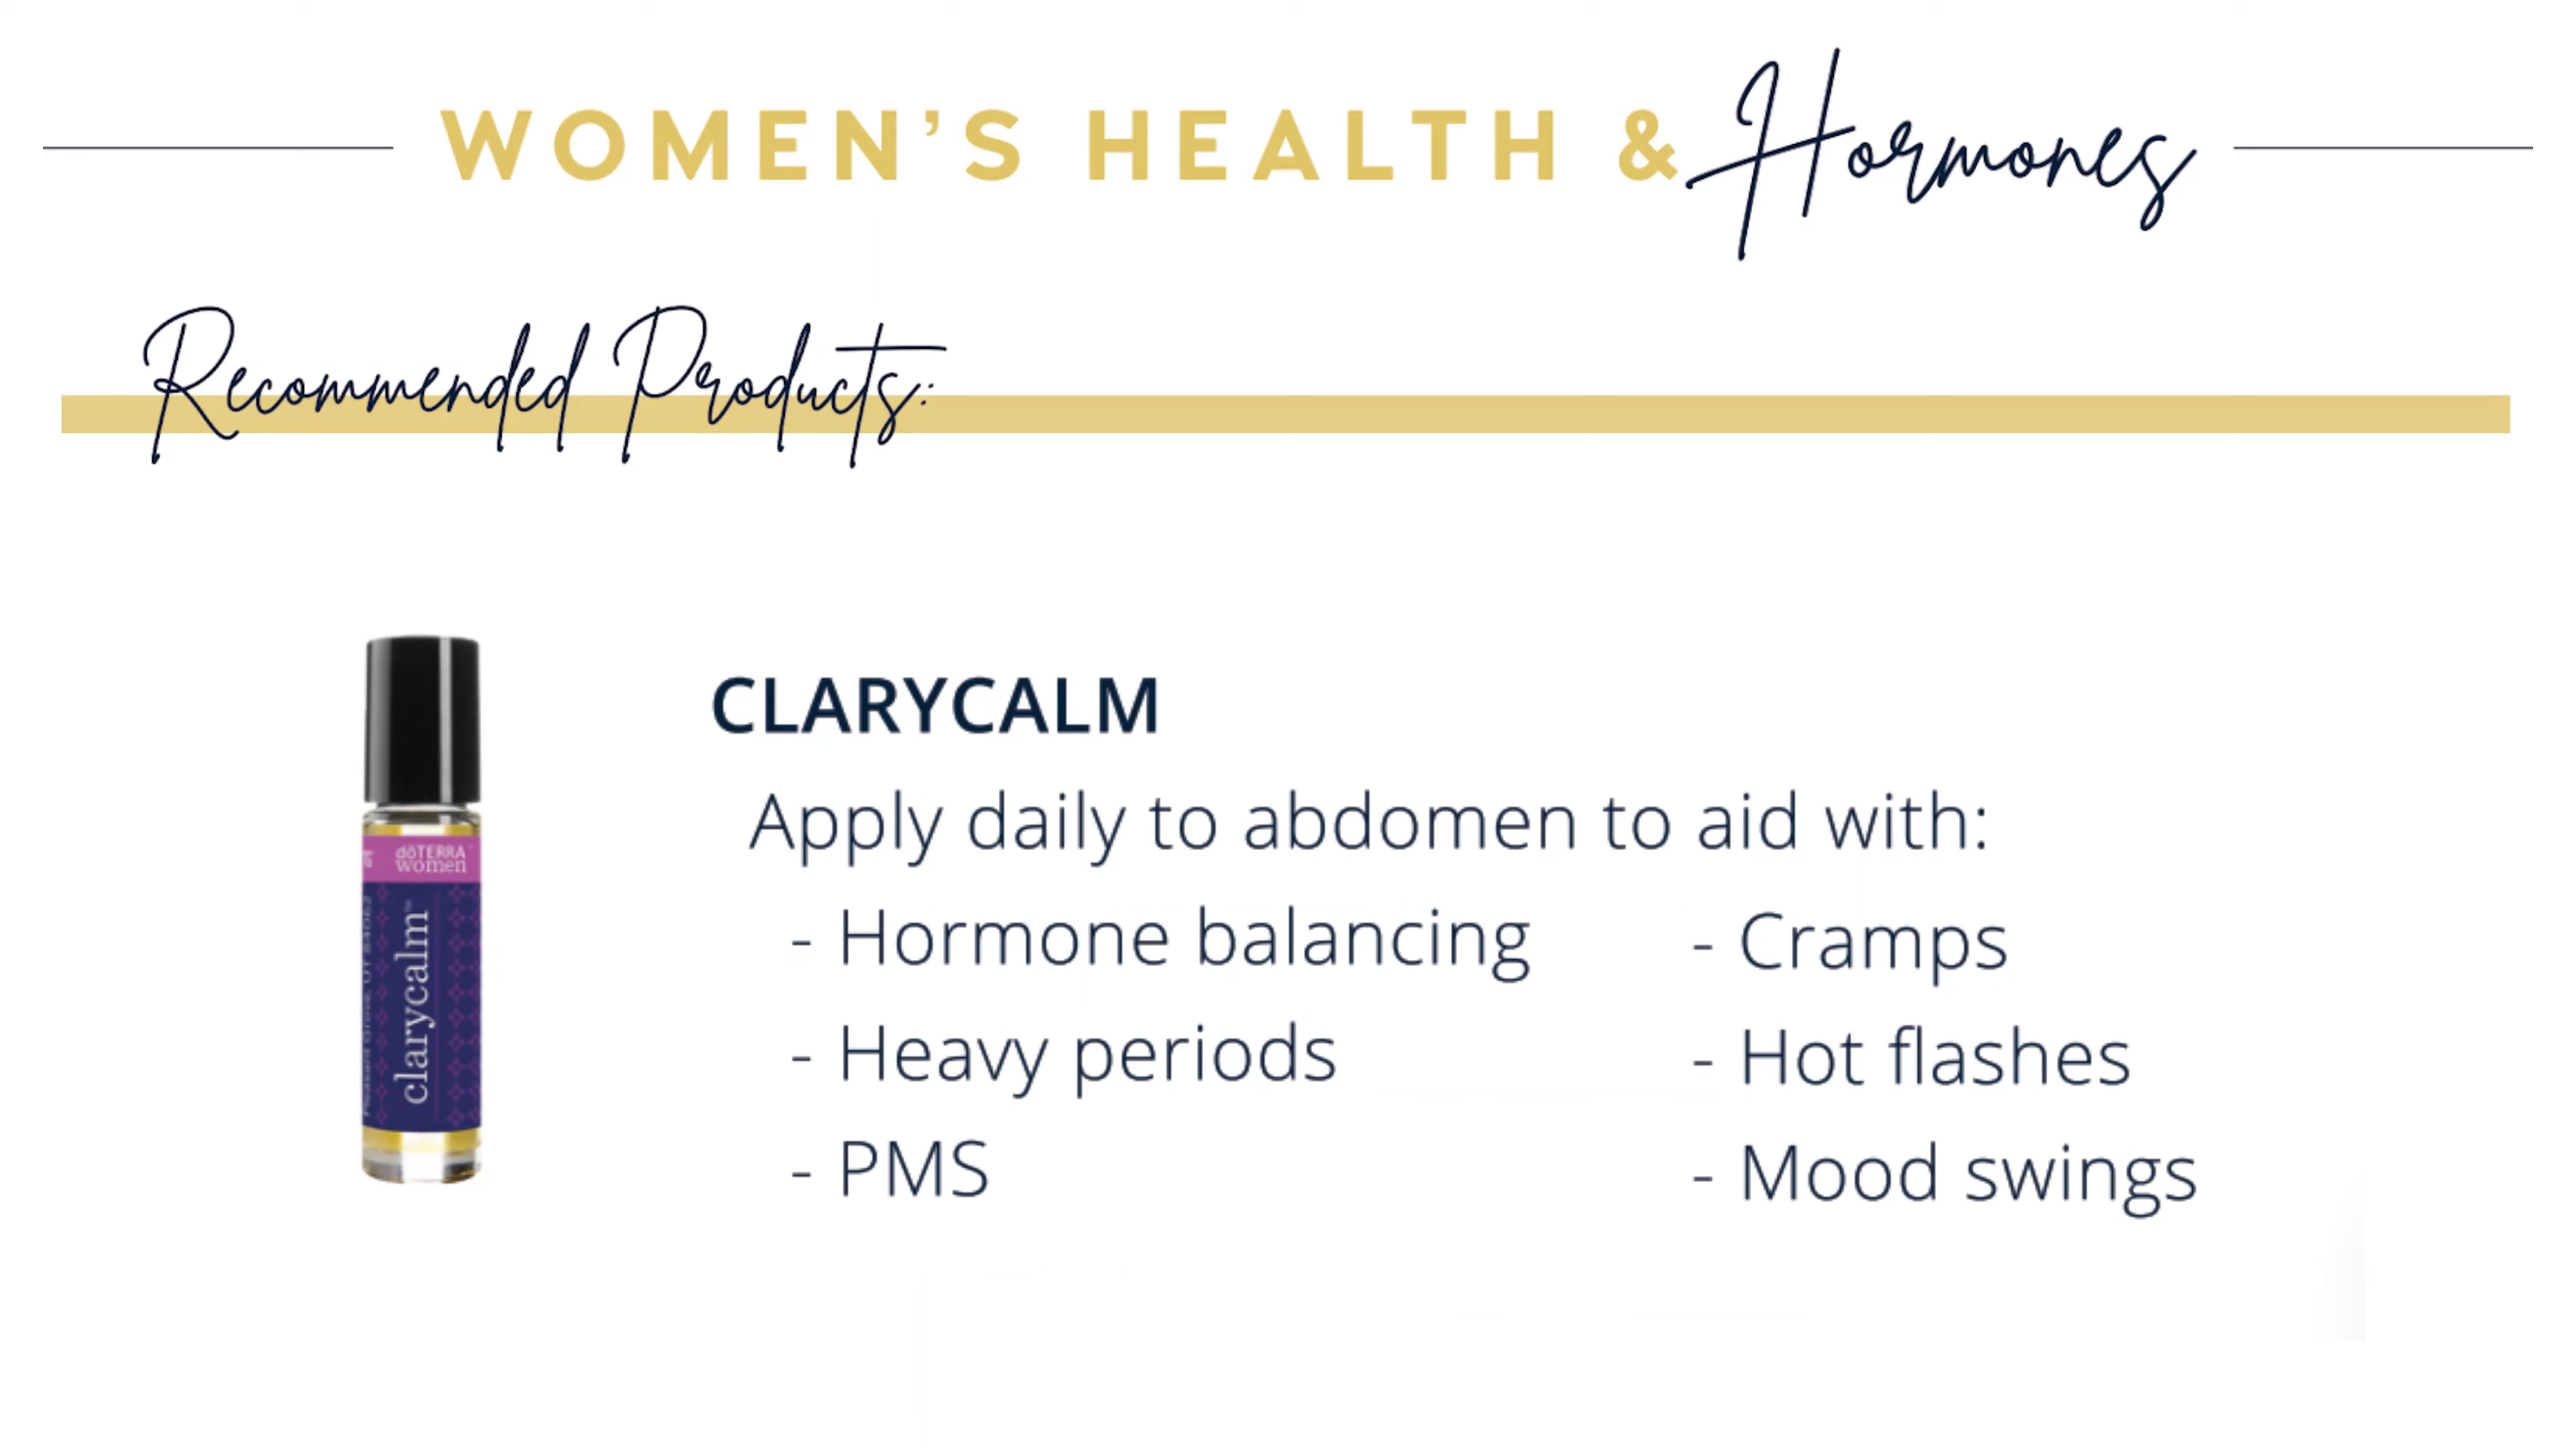 WOMEN'S HEALTH & Hormones
Recommended Products:
dōTERRA
women
clarycalm™
CLARYCALM
Apply daily to abdomen to aid with:
- Hormone balancing
- Heavy periods
- PMS
- Cramps
- Hot flashes
- Mood swings